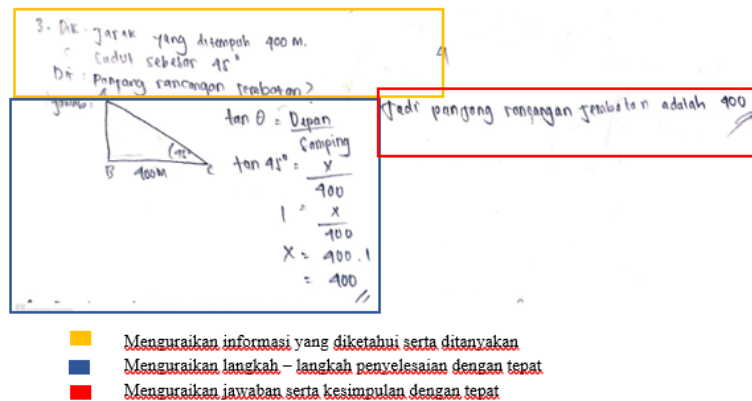 3. Dik. Jarak yang ditempuh 400 m.
Sudut sebesar 45°
Dit : Panjang rancangan jembatan?
Jawab :
A
B 400M C
45°
tan θ = Depan
Samping
tan 45° = x
400
1 = x
400
X = 400 . 1
= 400
Jadi panjang rancangan jembatan adalah 400
Menguraikan informasi yang diketahui serta ditanyakan
Menguraikan langkah – langkah penyelesaian dengan tepat
Menguraikan jawaban serta kesimpulan dengan tepat